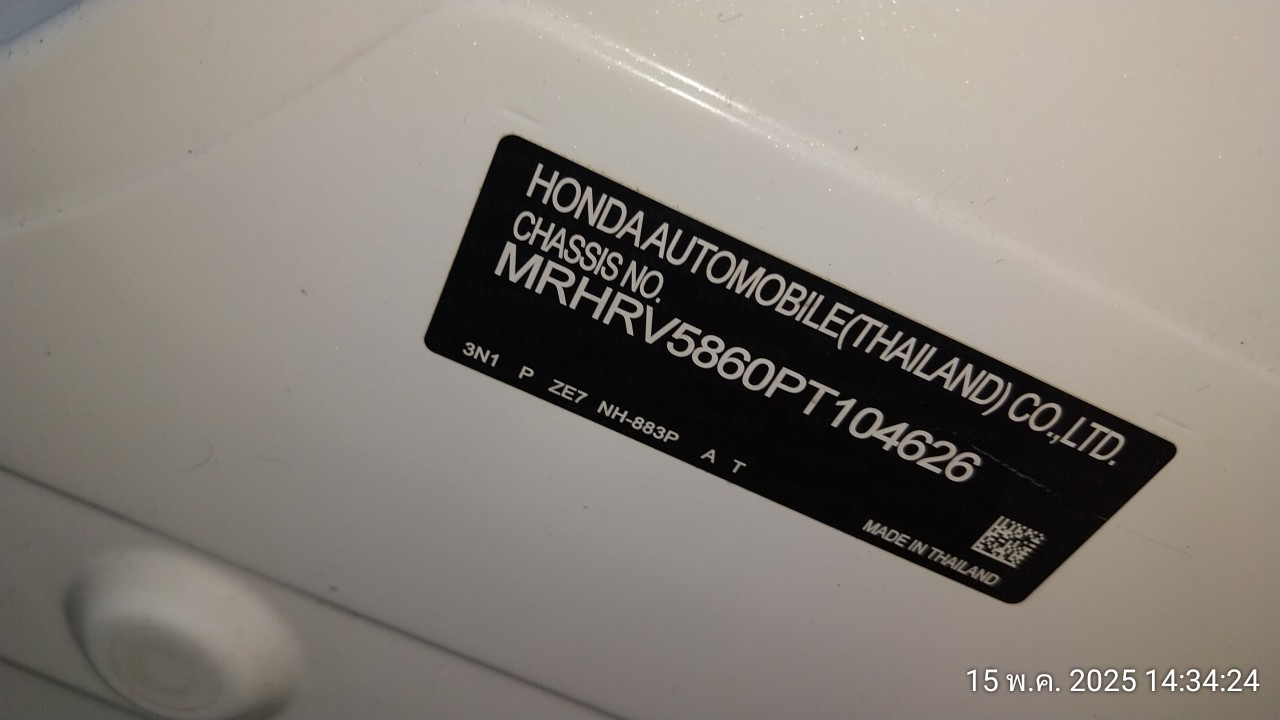 HONDA AUTOMOBILE (THAILAND) CO.,LTD.
CHASSIS NO.
MRHRV5860PT104626
3N1 P ZE7 NH-883P A T
MADE IN THAILAND
15 พ.ค. 2025 14:34:24